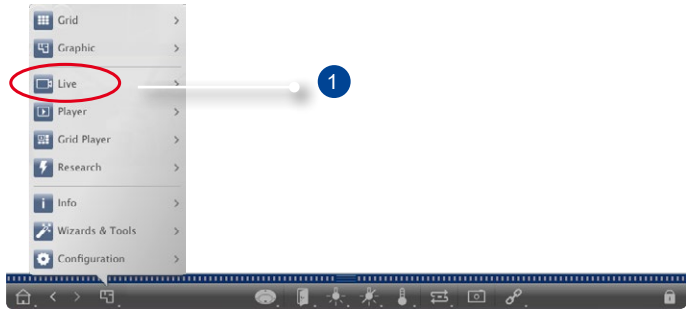 Grid
Graphic
Live
1
Player
Grid Player
Research
Info
Wizards & Tools
Configuration